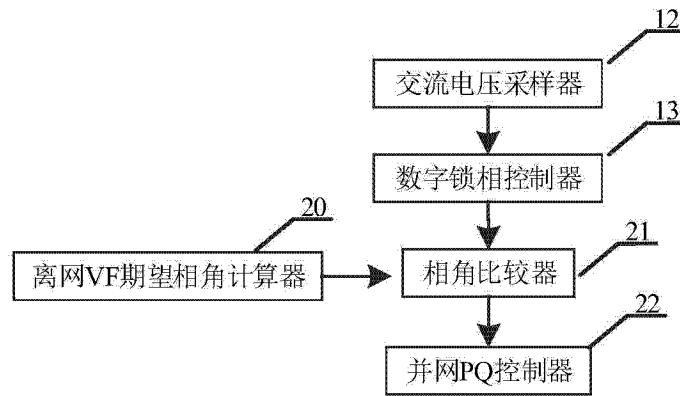 12
交流电压采样器
13
数字锁相控制器
20
离网VF期望相角计算器
21
相角比较器
22
并网PQ控制器